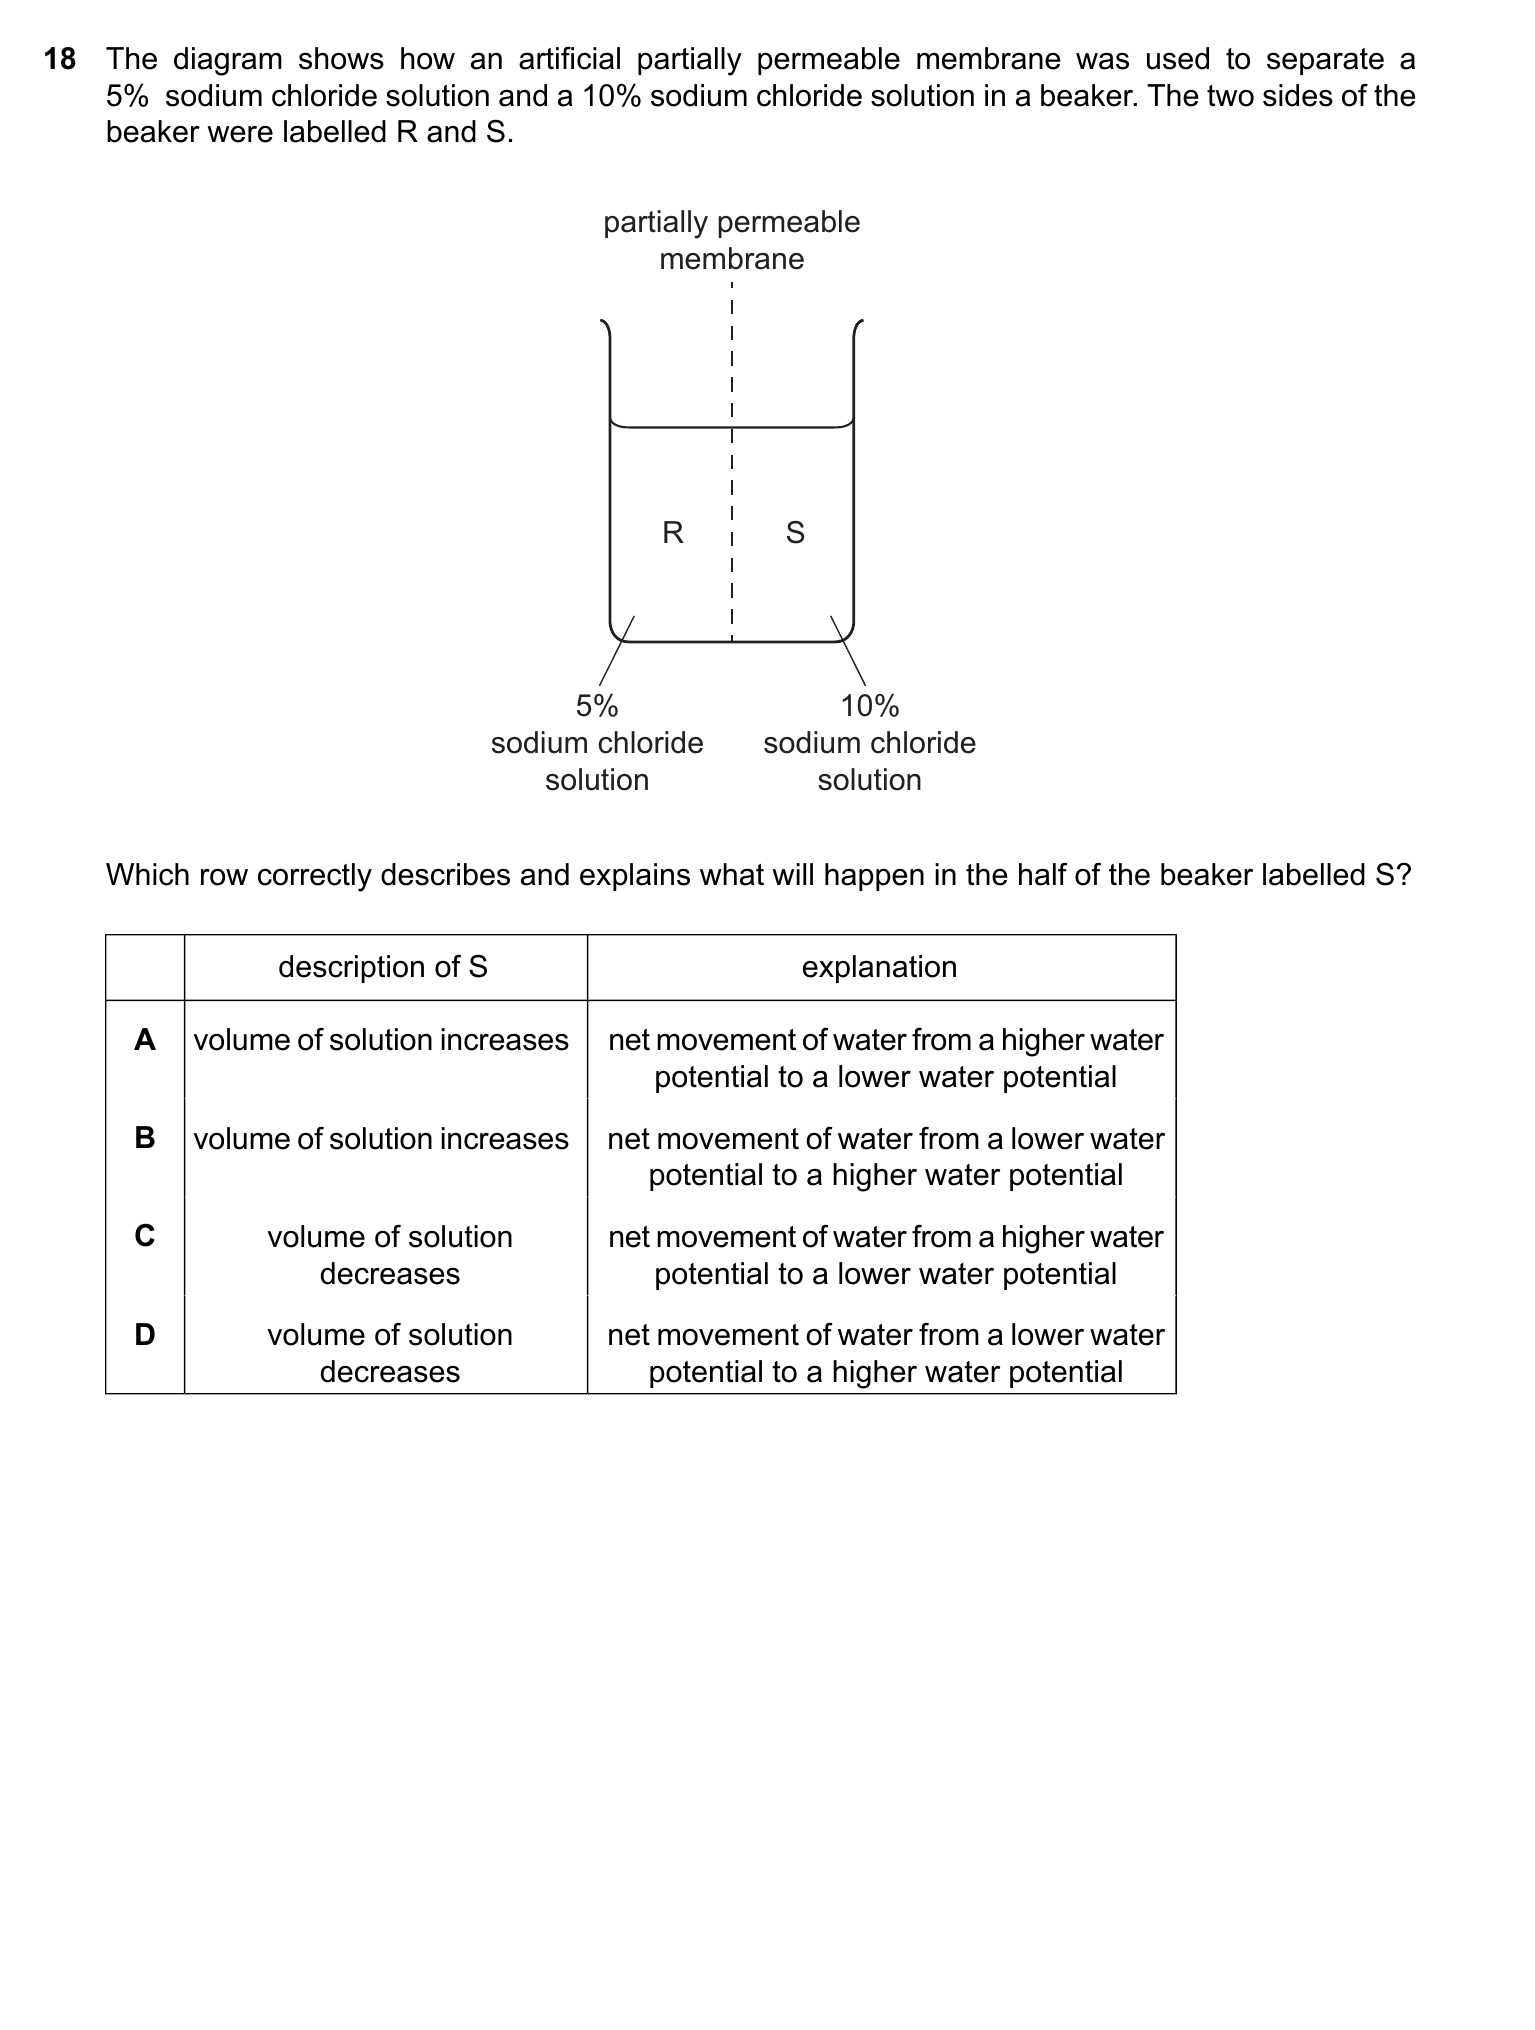 18 The diagram shows how an artificial partially permeable membrane was used to separate a
5% sodium chloride solution and a 10% sodium chloride solution in a beaker. The two sides of the
beaker were labelled R and S.
partially permeable
membrane
R S
5% 10%
sodium chloride sodium chloride
solution solution
Which row correctly describes and explains what will happen in the half of the beaker labelled S?
description of S explanation
A volume of solution increases net movement of water from a higher water
potential to a lower water potential
B volume of solution increases net movement of water from a lower water
potential to a higher water potential
C volume of solution net movement of water from a higher water
decreases potential to a lower water potential
D volume of solution net movement of water from a lower water
decreases potential to a higher water potential